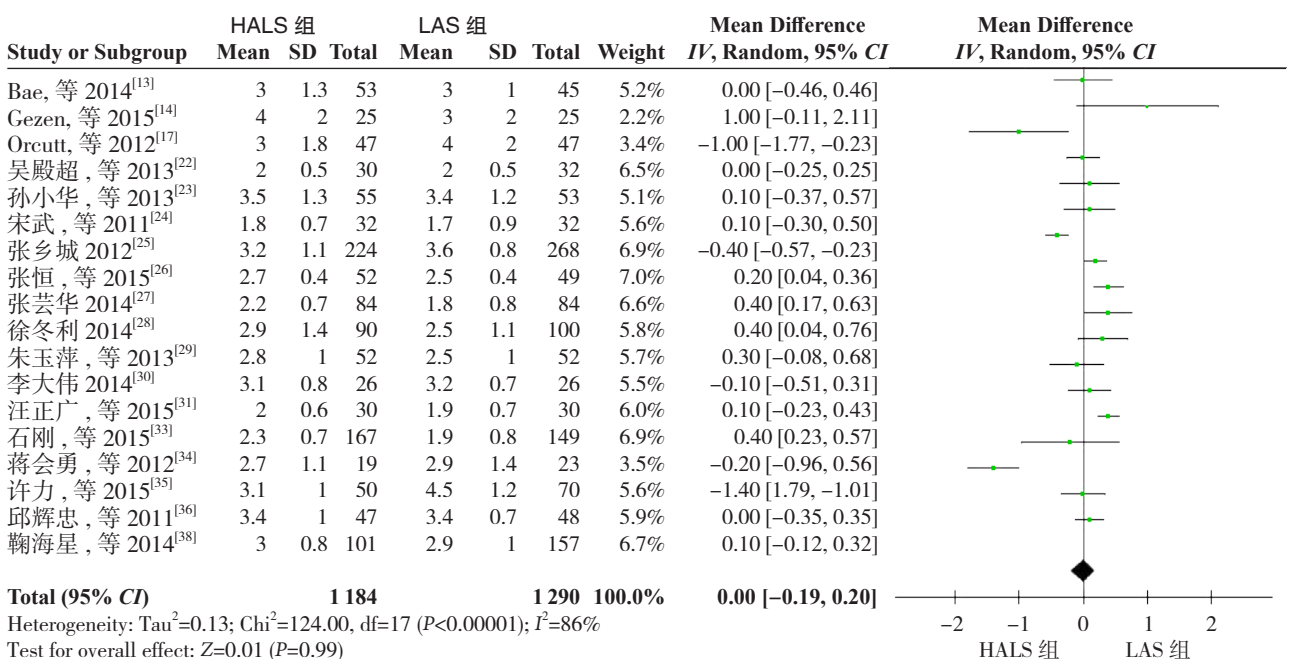 HALS 组 LAS 组 Mean Difference Mean Difference
Study or Subgroup Mean SD Total Mean SD Total Weight IV, Random, 95% CI IV, Random, 95% CI
Bae, 等 2014[13] 3 1.3 53 3 1 45 5.2% 0.00 [−0.46, 0.46]
Gezen, 等 2015[14] 4 2 25 3 2 25 2.2% 1.00 [−0.11, 2.11]
Orcutt, 等 2012[17] 3 1.8 47 4 2 47 3.4% −1.00 [−1.77, −0.23]
吴殿超 , 等 2013[22] 2 0.5 30 2 0.5 32 6.5% 0.00 [−0.25, 0.25]
孙小华 , 等 2013[23] 3.5 1.3 55 3.4 1.2 53 5.1% 0.10 [−0.37, 0.57]
宋武 , 等 2011[24] 1.8 0.7 32 1.7 0.9 32 5.6% 0.10 [−0.30, 0.50]
张乡城 2012[25] 3.2 1.1 224 3.6 0.8 268 6.9% −0.40 [−0.57, −0.23]
张恒 , 等 2015[26] 2.7 0.4 52 2.5 0.4 49 7.0% 0.20 [0.04, 0.36]
张芸华 2014[27] 2.2 0.7 84 1.8 0.8 84 6.6% 0.40 [0.17, 0.63]
徐冬利 2014[28] 2.9 1.4 90 2.5 1.1 100 5.8% 0.40 [0.04, 0.76]
朱玉萍 , 等 2013[29] 2.8 1 52 2.5 1 52 5.7% 0.30 [−0.08, 0.68]
李大伟 2014[30] 3.1 0.8 26 3.2 0.7 26 5.5% −0.10 [−0.51, 0.31]
汪正广 , 等 2015[31] 2 0.6 30 1.9 0.7 30 6.0% 0.10 [−0.23, 0.43]
石刚 , 等 2015[33] 2.3 0.7 167 1.9 0.8 149 6.9% 0.40 [0.23, 0.57]
蒋会勇 , 等 2012[34] 2.7 1.1 19 2.9 1.4 23 3.5% −0.20 [−0.96, 0.56]
许力 , 等 2015[35] 3.1 1 50 4.5 1.2 70 5.6% −1.40 [1.79, −1.01]
邱辉忠 , 等 2011[36] 3.4 1 47 3.4 0.7 48 5.9% 0.00 [−0.35, 0.35]
鞠海星 , 等 2014[38] 3 0.8 101 2.9 1 157 6.7% 0.10 [−0.12, 0.32]
Total (95% CI) 1 184 1 290 100.0% 0.00 [−0.19, 0.20]
Heterogeneity: Tau2=0.13; Chi2=124.00, df=17 (P<0.00001); I2=86%
−2 −1 0 1 2
Test for overall effect: Z=0.01 (P=0.99)
HALS 组 LAS 组